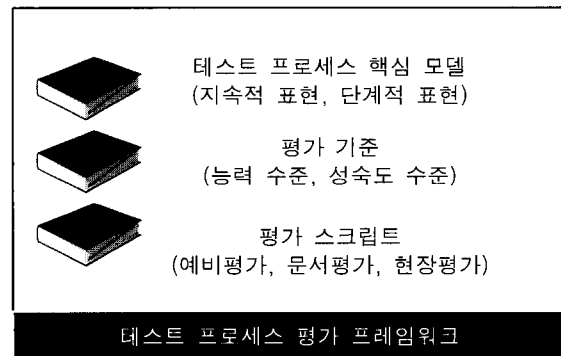 테스트 프로세스 핵심 모델
(지속적 표현, 단계적 표현)
평가 기준
(능력 수준, 성숙도 수준)
평가 스크립트
(예비평가, 문서평가, 현장평가)
테스트 프로세스 평가 프레임워크